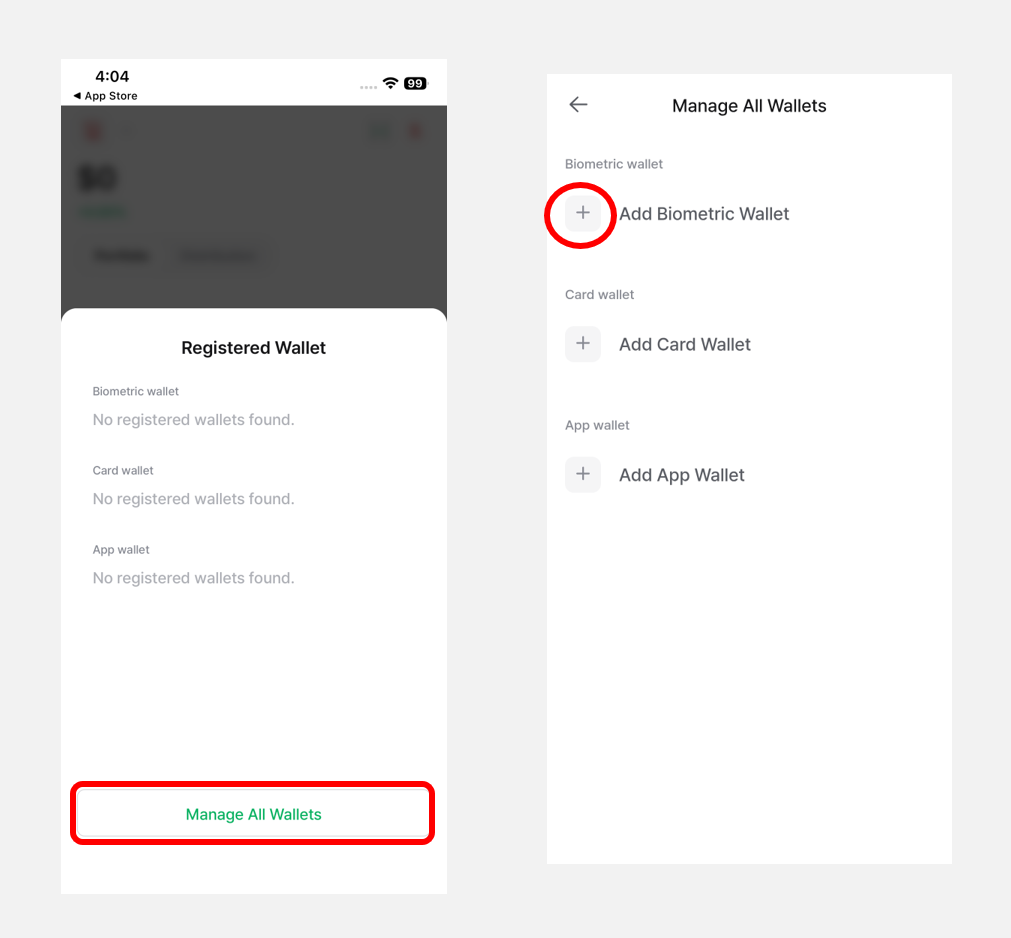 4:04
99
◀ App Store
$0
Registered Wallet
Biometric wallet
No registered wallets found.
Card wallet
No registered wallets found.
App wallet
No registered wallets found.
Manage All Wallets
Manage All Wallets
Biometric wallet
+ Add Biometric Wallet
Card wallet
+ Add Card Wallet
App wallet
+ Add App Wallet